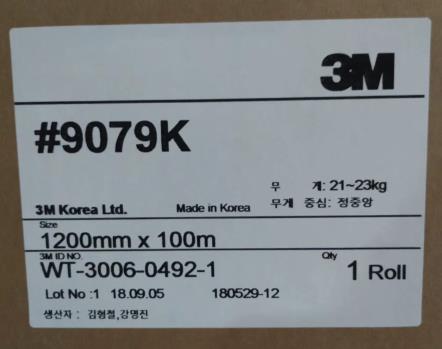 3M
#9079K
무 게: 21~23kg
3M Korea Ltd. Made in Korea 무게 중심: 정중앙
Size
1200mm x 100m
3M ID NO. Qty
WT-3006-0492-1 1 Roll
Lot No :1 18.09.05 180529-12
생산자 : 김형철,강명진